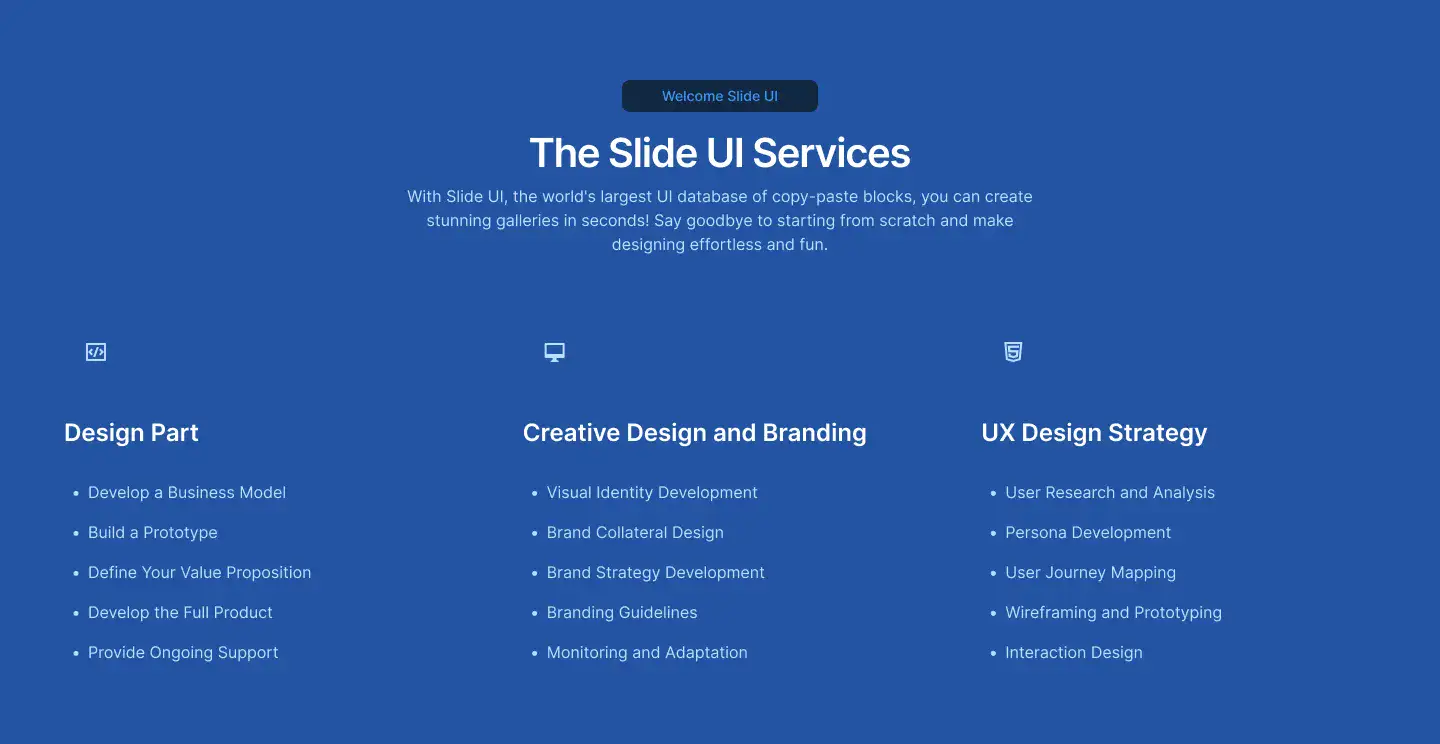 Welcome Slide UI
The Slide UI Services
With Slide UI, the world's largest UI database of copy-paste blocks, you can create
stunning galleries in seconds! Say goodbye to starting from scratch and make
designing effortless and fun.
Design Part
• Develop a Business Model
• Build a Prototype
• Define Your Value Proposition
• Develop the Full Product
• Provide Ongoing Support
Creative Design and Branding
• Visual Identity Development
• Brand Collateral Design
• Brand Strategy Development
• Branding Guidelines
• Monitoring and Adaptation
UX Design Strategy
• User Research and Analysis
• Persona Development
• User Journey Mapping
• Wireframing and Prototyping
• Interaction Design